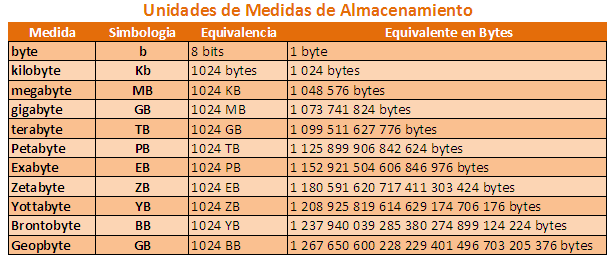 Unidades de Medidas de Almacenamiento
Medida Simbologia Equivalencia Equivalente en Bytes
byte b 8 bits 1 byte
kilobyte Kb 1024 bytes 1 024 bytes
megabyte MB 1024 KB 1 048 576 bytes
gigabyte GB 1024 MB 1 073 741 824 bytes
terabyte TB 1024 GB 1 099 511 627 776 bytes
Petabyte PB 1024 TB 1 125 899 906 842 624 bytes
Exabyte EB 1024 PB 1 152 921 504 606 846 976 bytes
Zetabyte ZB 1024 EB 1 180 591 620 717 411 303 424 bytes
Yottabyte YB 1024 ZB 1 208 925 819 614 629 174 706 176 bytes
Brontobyte BB 1024 YB 1 237 940 039 285 380 274 899 124 224 bytes
Geopbyte GB 1024 BB 1 267 650 600 228 229 401 496 703 205 376 bytes